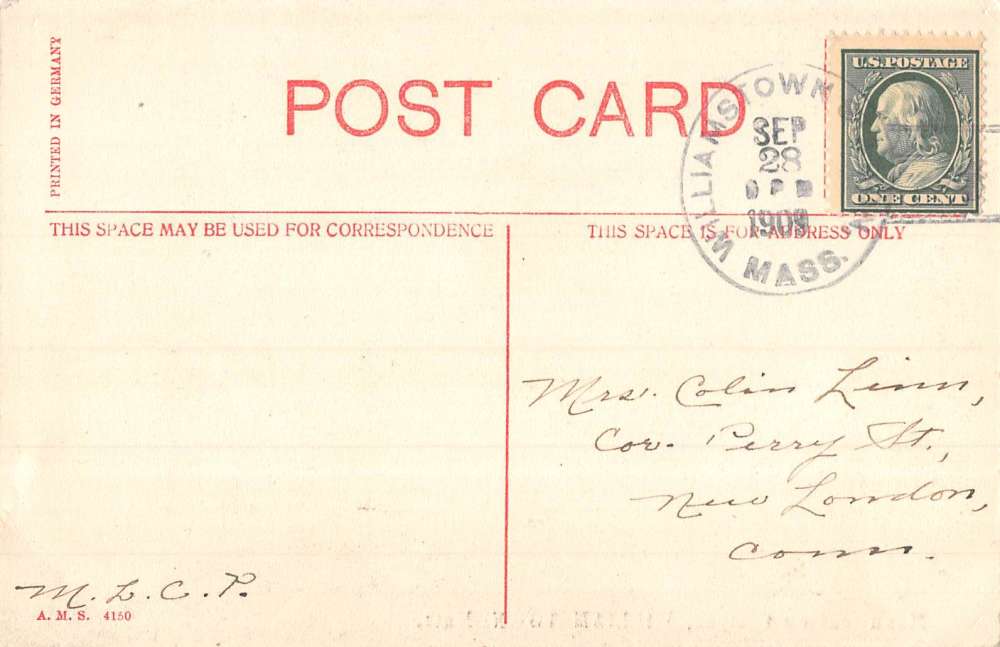 PRINTED IN GERMANY
POST CARD
WILLIAMSTOWN
SEP
28
1909
MASS.
U.S. POSTAGE
ONE CENT
THIS SPACE MAY BE USED FOR CORRESPONDENCE
THIS SPACE IS FOR ADDRESS ONLY
Mrs. Colin Linn,
Cor. Perry St.,
New London,
Conn.
M. L. C. P.
A. M. S. 4150